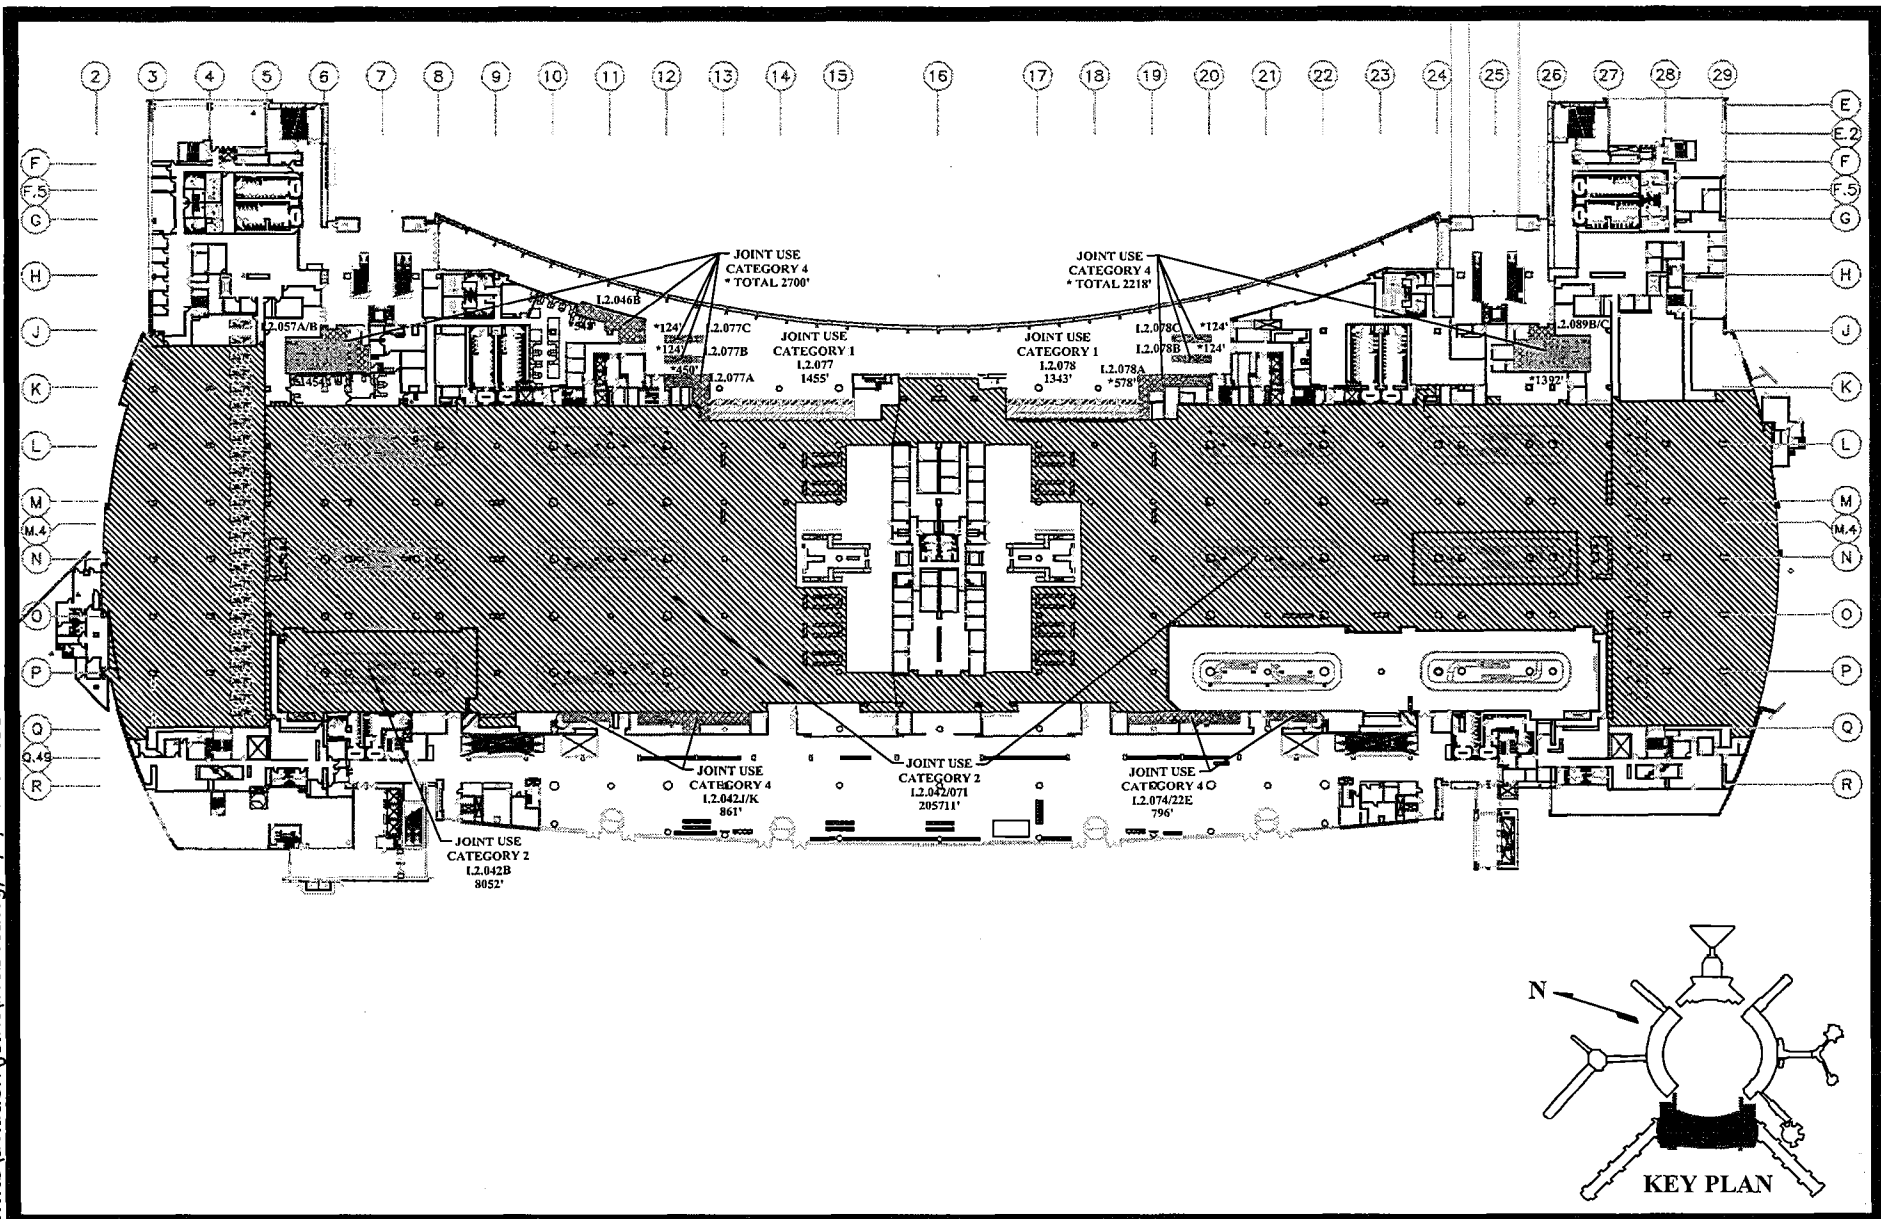 2 3 4 5 6 7 8 9 10 11 12 13 14 15 16 17 18 19 20 21 22 23 24 25 26 27 28 29
E
E.2
F F
F.5 F.5
G G
H H
J J
K K
L L
M M
M.4 M.4
N N
O O
P P
Q Q
Q.49
R R
JOINT USE
CATEGORY 4
* TOTAL 2700'
JOINT USE
CATEGORY 4
* TOTAL 2218'
I.2.046B
I.2.057A/B
*124'
I.2.077C
*124'
I.2.077B
*450'
I.2.077A
JOINT USE
CATEGORY 1
I.2.077
1455'
JOINT USE
CATEGORY 1
I.2.078
1343'
I.2.078C
*124'
I.2.078B
*124'
I.2.078A
*578'
I.2.089B/C
*1392'
JOINT USE
CATEGORY 4
I.2.042J/K
861'
JOINT USE
CATEGORY 2
I.2.042/071
205711'
JOINT USE
CATEGORY 4
I.2.074/22E
796'
JOINT USE
CATEGORY 2
I.2.042B
8052'
N
KEY PLAN